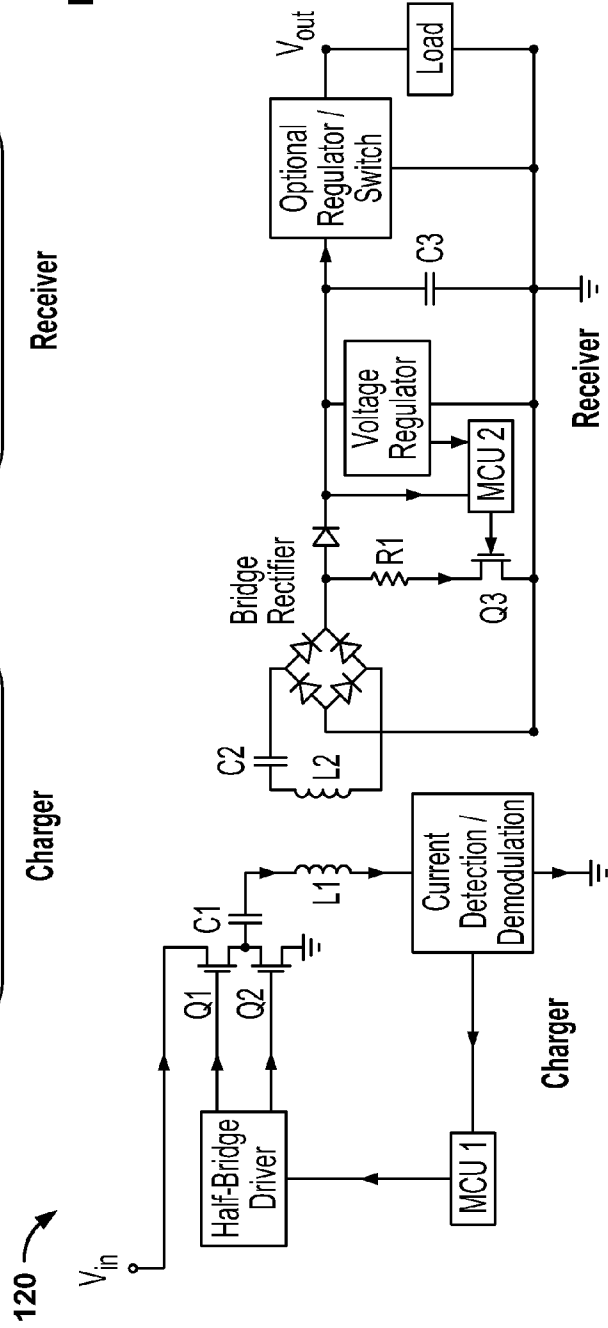 Charger
Receiver
120
V_in
Half-Bridge
Driver
Q1
Q2
C1
L1
Current
Detection /
Demodulation
MCU 1
Charger
C2
L2
Bridge
Rectifier
R1
Q3
Voltage
Regulator
MCU 2
C3
Optional
Regulator /
Switch
V_out
Load
Receiver